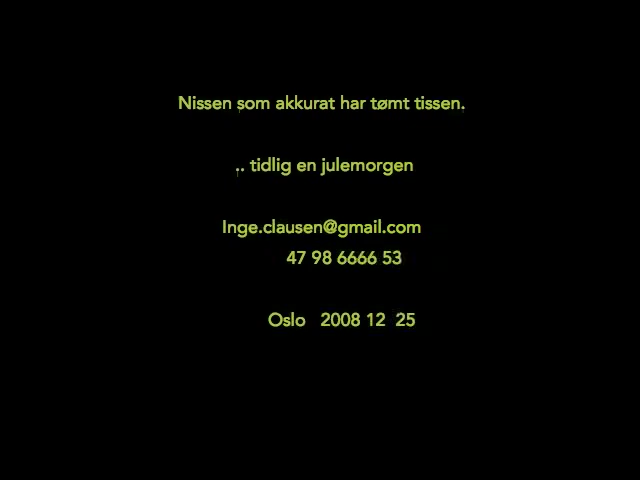 Nissen som akkurat har tømt tissen.
.. tidlig en julemorgen
Inge.clausen@gmail.com
47 98 6666 53
Oslo 2008 12 25